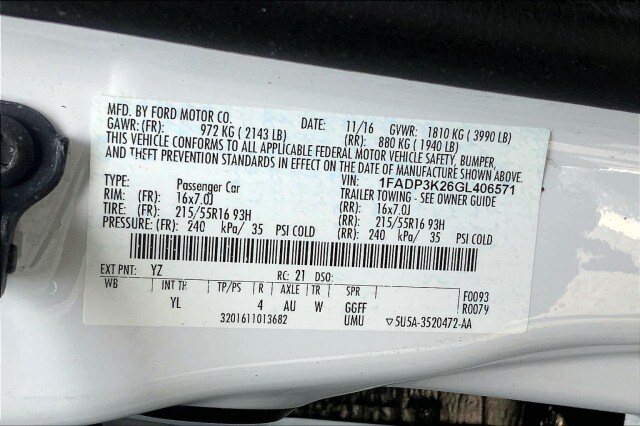 MFD. BY FORD MOTOR CO. DATE: 11/16 GVWR: 1810 KG ( 3990 LB)
GAWR: (FR): 972 KG ( 2143 LB) (RR): 880 KG ( 1940 LB)
THIS VEHICLE CONFORMS TO ALL APPLICABLE FEDERAL MOTOR VEHICLE SAFETY, BUMPER,
AND THEFT PREVENTION STANDARDS IN EFFECT ON THE DATE OF MANUFACTURE SHOWN ABOVE.
VIN: 1FADP3K26GL406571
TYPE: Passenger Car TRAILER TOWING - SEE OWNER GUIDE
RIM: (FR) 16x7.0J (RR): 16x7.0J
TIRE: (FR) 215/55R16 93H (RR): 215/55R16 93H
PRESSURE: (FR): 240 kPa/ 35 PSI COLD (RR): 240 kPa/ 35 PSI COLD
EXT PNT: YZ RC: 21 DSO:
WB INT TR TP/PS R AXLE TR SPR F0093
YL 4 AU W GGFF R0079
3201611013682 UMU ▽5U5A-3520472-AA